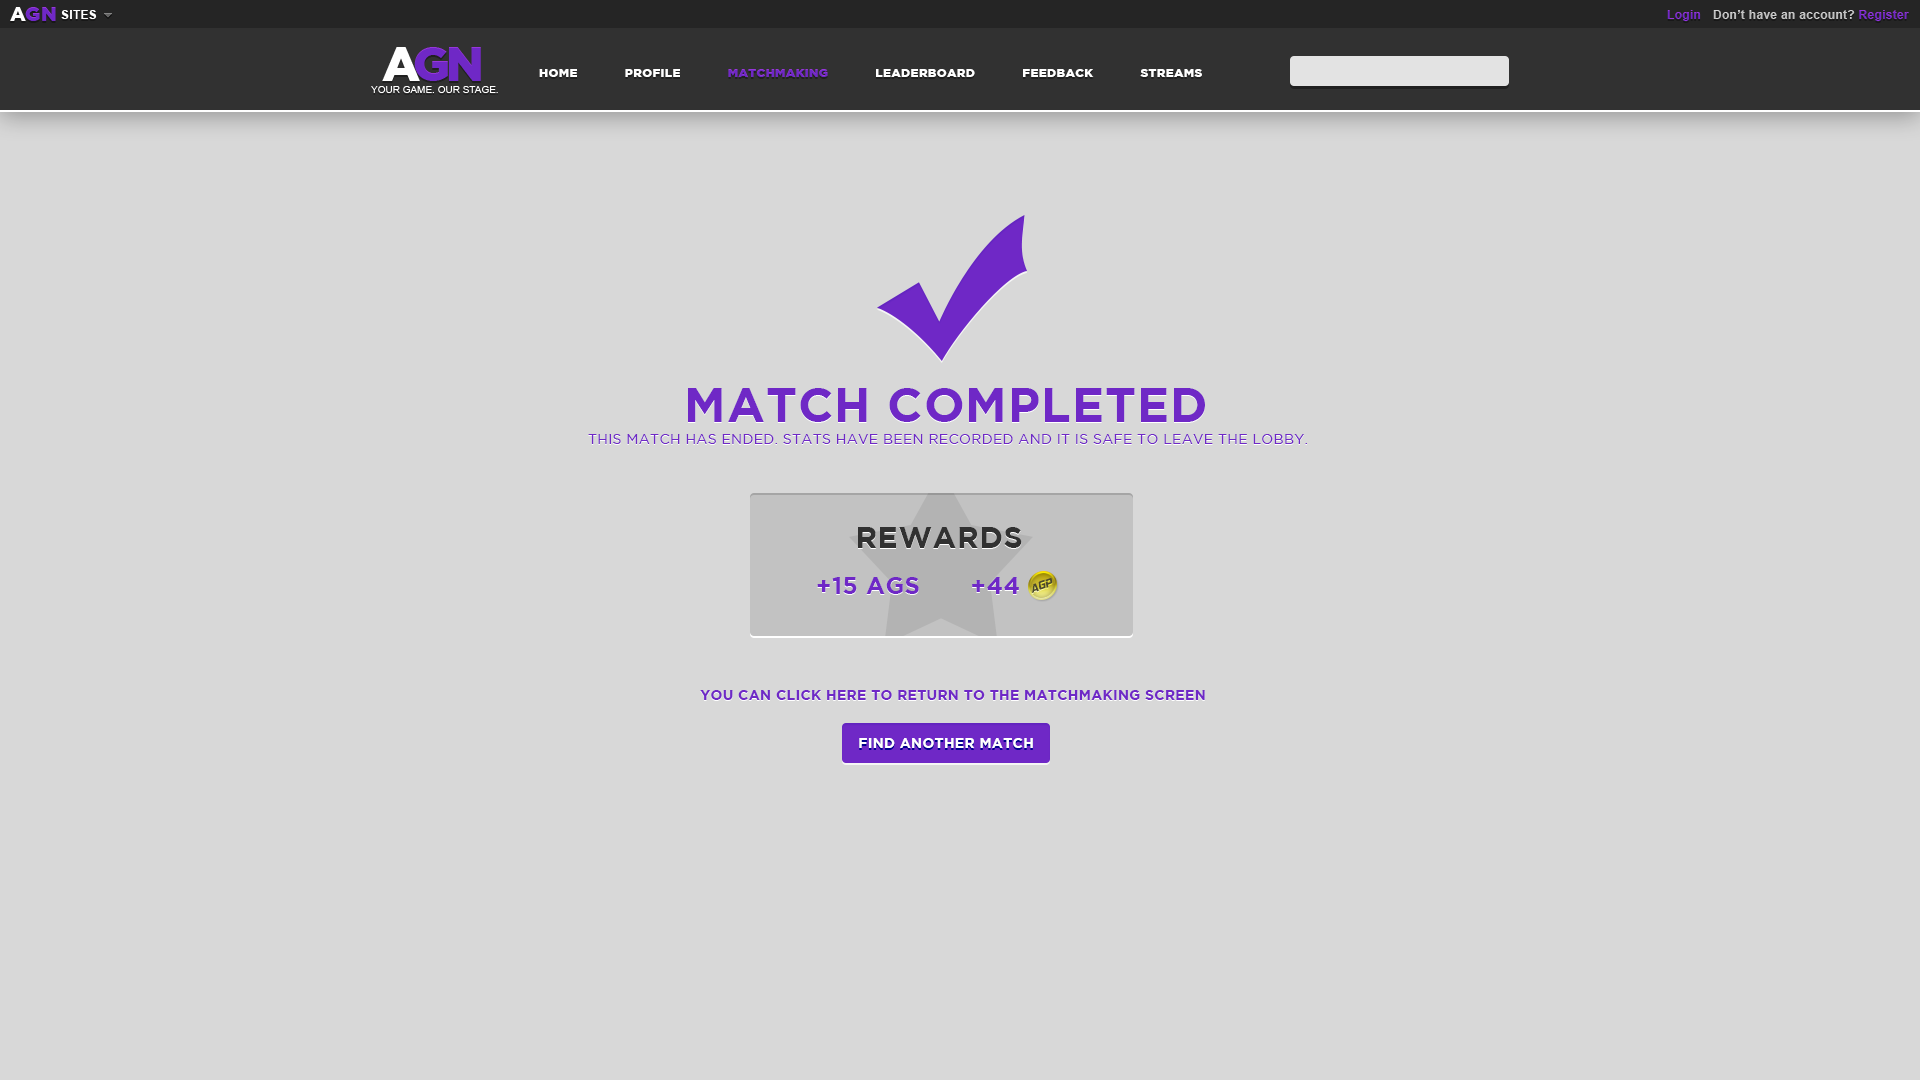 AGN SITES
Login Don't have an account? Register
AGN
YOUR GAME. OUR STAGE.
HOME PROFILE MATCHMAKING LEADERBOARD FEEDBACK STREAMS
MATCH COMPLETED
THIS MATCH HAS ENDED. STATS HAVE BEEN RECORDED AND IT IS SAFE TO LEAVE THE LOBBY.
REWARDS
+15 AGS +44 AGP
YOU CAN CLICK HERE TO RETURN TO THE MATCHMAKING SCREEN
FIND ANOTHER MATCH